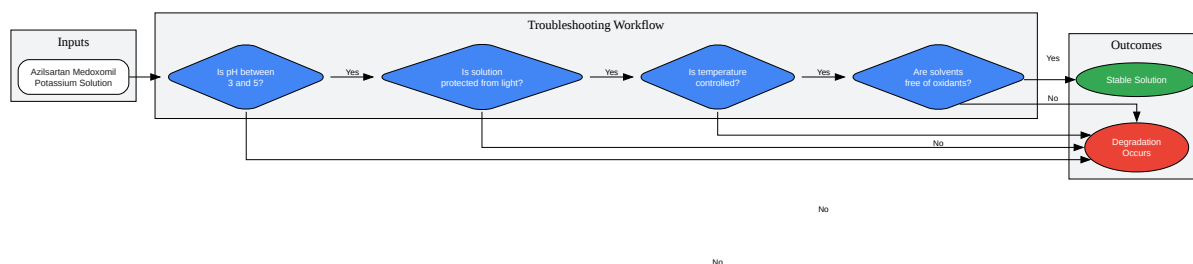 Troubleshooting Workflow
Inputs
Outcomes
Azilsartan Medoxomil
Potassium Solution
Is pH between
3 and 5?
Yes
Is solution
protected from light?
Yes
Is temperature
controlled?
Yes
Are solvents
free of oxidants?
Yes
Stable Solution
No
Degradation
Occurs
No
No
No